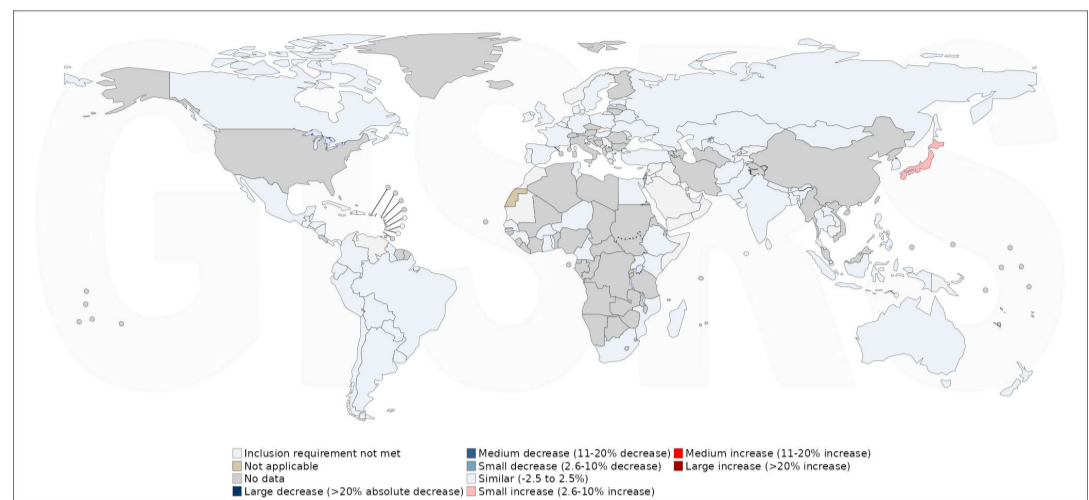 GISRS
Inclusion requirement not met
Not applicable
No data
Large decrease (>20% absolute decrease)
Medium decrease (11-20% decrease)
Small decrease (2.6-10% decrease)
Similar (-2.5 to 2.5%)
Small increase (2.6-10% increase)
Medium increase (11-20% increase)
Large increase (>20% increase)